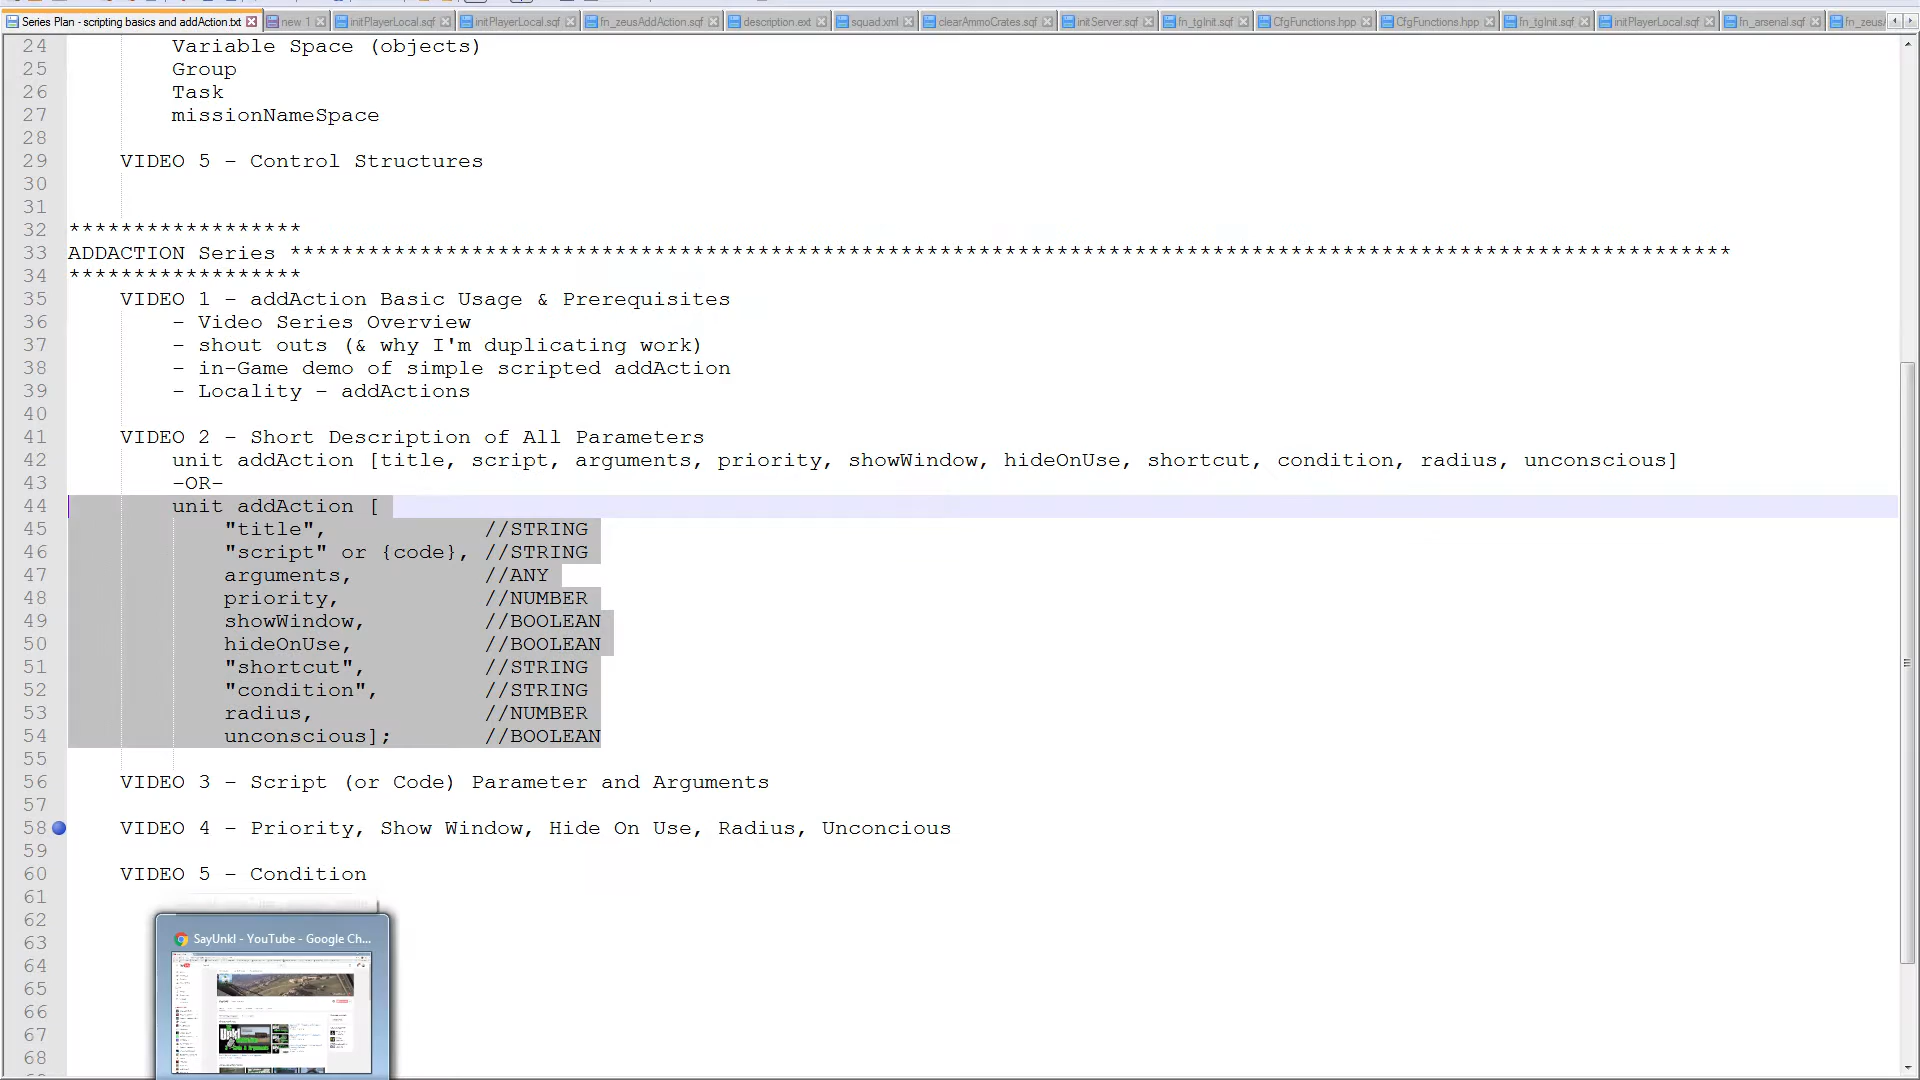 Series Plan - scripting basics and addAction.txt
new 1
initPlayerLocal.sqf
initPlayerLocal.sqf
fn_zeusAddAction.sqf
description.ext
squad.xml
clearAmmoCrates.sqf
initServer.sqf
fn_tgInit.sqf
CfgFunctions.hpp
CfgFunctions.hpp
fn_tgInit.sqf
initPlayerLocal.sqf
fn_arsenal.sqf
fn_zeus
24 Variable Space (objects)
25 Group
26 Task
27 missionNameSpace
28
29 VIDEO 5 - Control Structures
30
31
32 ******************
33 ADDACTION Series ***************************************************************************************************************
34 ******************
35 VIDEO 1 - addAction Basic Usage & Prerequisites
36 - Video Series Overview
37 - shout outs (& why I'm duplicating work)
38 - in-Game demo of simple scripted addAction
39 - Locality - addActions
40
41 VIDEO 2 - Short Description of All Parameters
42 unit addAction [title, script, arguments, priority, showWindow, hideOnUse, shortcut, condition, radius, unconscious]
43 -OR-
44 unit addAction [
45 "title", //STRING
46 "script" or {code}, //STRING
47 arguments, //ANY
48 priority, //NUMBER
49 showWindow, //BOOLEAN
50 hideOnUse, //BOOLEAN
51 "shortcut", //STRING
52 "condition", //STRING
53 radius, //NUMBER
54 unconscious]; //BOOLEAN
55
56 VIDEO 3 - Script (or Code) Parameter and Arguments
57
58 VIDEO 4 - Priority, Show Window, Hide On Use, Radius, Unconcious
59
60 VIDEO 5 - Condition
61
62
63
64
65
66
67
68
SayUnkl - YouTube - Google Ch...